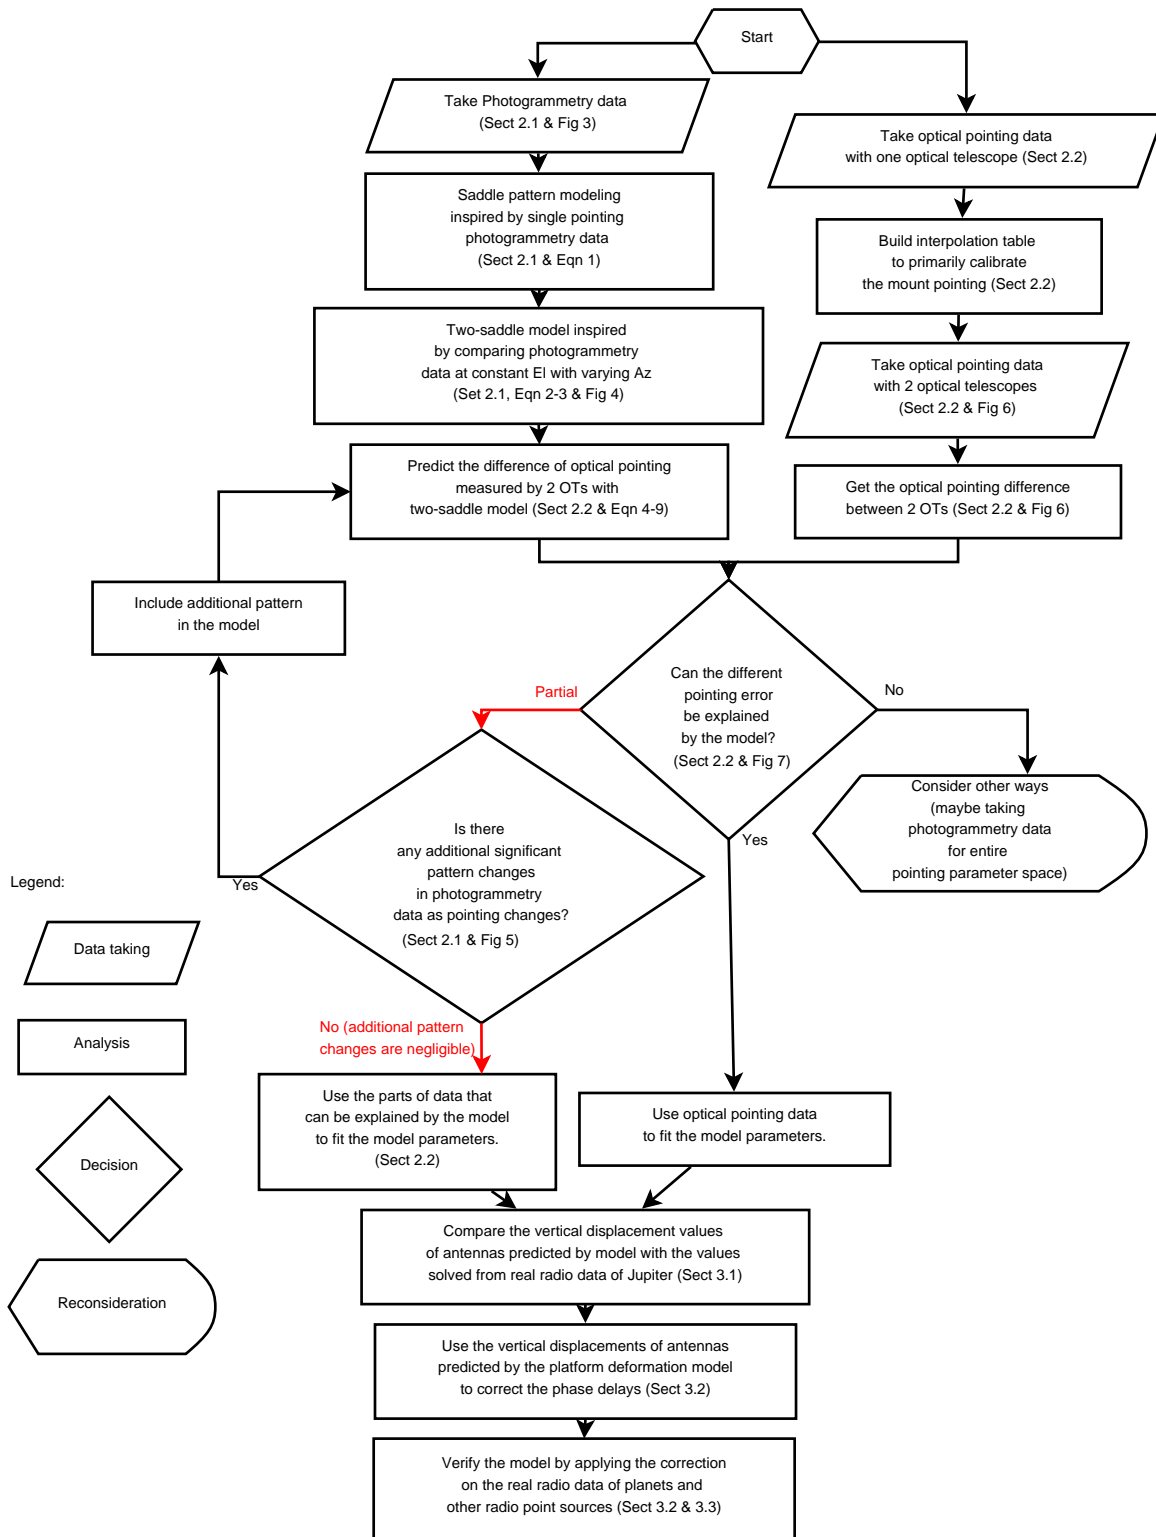 Start
Take Photogrammetry data
(Sect 2.1 & Fig 3)
Take optical pointing data
with one optical telescope (Sect 2.2)
Saddle pattern modeling
inspired by single pointing
photogrammetry data
(Sect 2.1 & Eqn 1)
Build interpolation table
to primarily calibrate
the mount pointing (Sect 2.2)
Two-saddle model inspired
by comparing photogrammetry
data at constant El with varying Az
(Set 2.1, Eqn 2-3 & Fig 4)
Take optical pointing data
with 2 optical telescopes
(Sect 2.2 & Fig 6)
Predict the difference of optical pointing
measured by 2 OTs with
two-saddle model (Sect 2.2 & Eqn 4-9)
Get the optical pointing difference
between 2 OTs (Sect 2.2 & Fig 6)
Include additional pattern
in the model
Can the different
pointing error
be explained
by the model?
(Sect 2.2 & Fig 7)
Partial
No
Yes
Consider other ways
(maybe taking
photogrammetry data
for entire
pointing parameter space)
Is there
any additional significant
pattern changes
in photogrammetry
data as pointing changes?
(Sect 2.1 & Fig 5)
Yes
No (additional pattern
changes are negligible)
Legend:
Data taking
Analysis
Decision
Reconsideration
Use the parts of data that
can be explained by the model
to fit the model parameters.
(Sect 2.2)
Use optical pointing data
to fit the model parameters.
Compare the vertical displacement values
of antennas predicted by model with the values
solved from real radio data of Jupiter (Sect 3.1)
Use the vertical displacements of antennas
predicted by the platform deformation model
to correct the phase delays (Sect 3.2)
Verify the model by applying the correction
on the real radio data of planets and
other radio point sources (Sect 3.2 & 3.3)